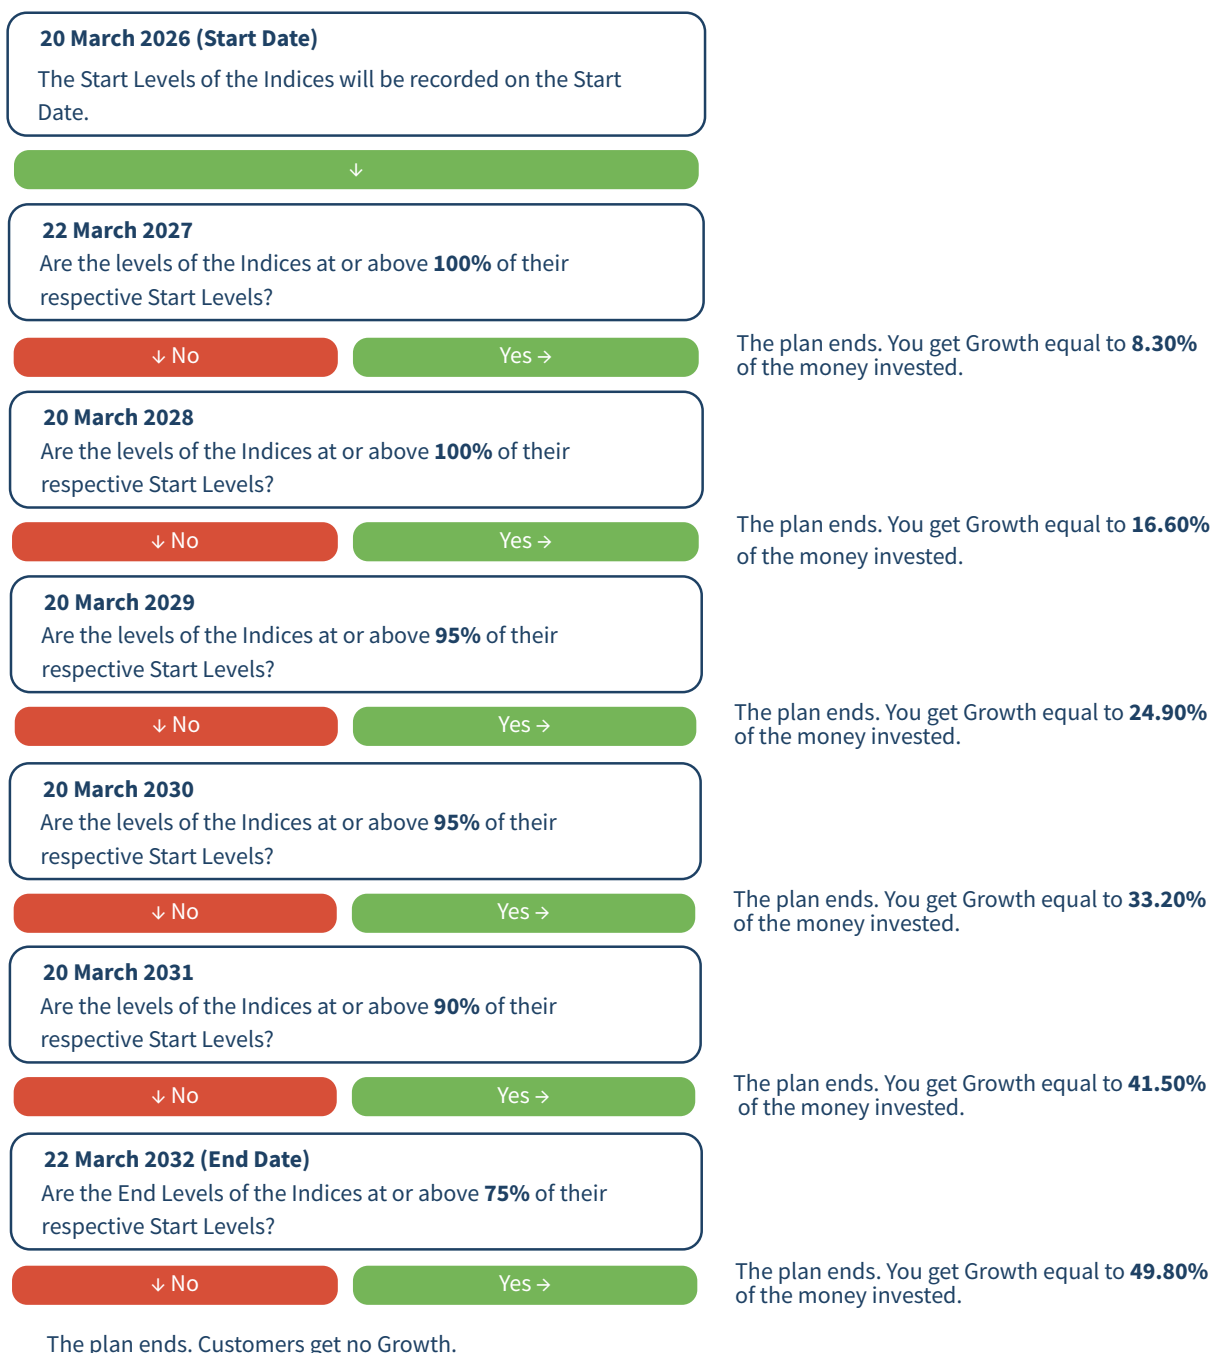 20 March 2026 (Start Date)
The Start Levels of the Indices will be recorded on the Start
Date.
↓
22 March 2027
Are the levels of the Indices at or above 100% of their
respective Start Levels?
↓ No
Yes →
The plan ends. You get Growth equal to 8.30%
of the money invested.
20 March 2028
Are the levels of the Indices at or above 100% of their
respective Start Levels?
↓ No
Yes →
The plan ends. You get Growth equal to 16.60%
of the money invested.
20 March 2029
Are the levels of the Indices at or above 95% of their
respective Start Levels?
↓ No
Yes →
The plan ends. You get Growth equal to 24.90%
of the money invested.
20 March 2030
Are the levels of the Indices at or above 95% of their
respective Start Levels?
↓ No
Yes →
The plan ends. You get Growth equal to 33.20%
of the money invested.
20 March 2031
Are the levels of the Indices at or above 90% of their
respective Start Levels?
↓ No
Yes →
The plan ends. You get Growth equal to 41.50%
of the money invested.
22 March 2032 (End Date)
Are the End Levels of the Indices at or above 75% of their
respective Start Levels?
↓ No
Yes →
The plan ends. You get Growth equal to 49.80%
of the money invested.
The plan ends. Customers get no Growth.